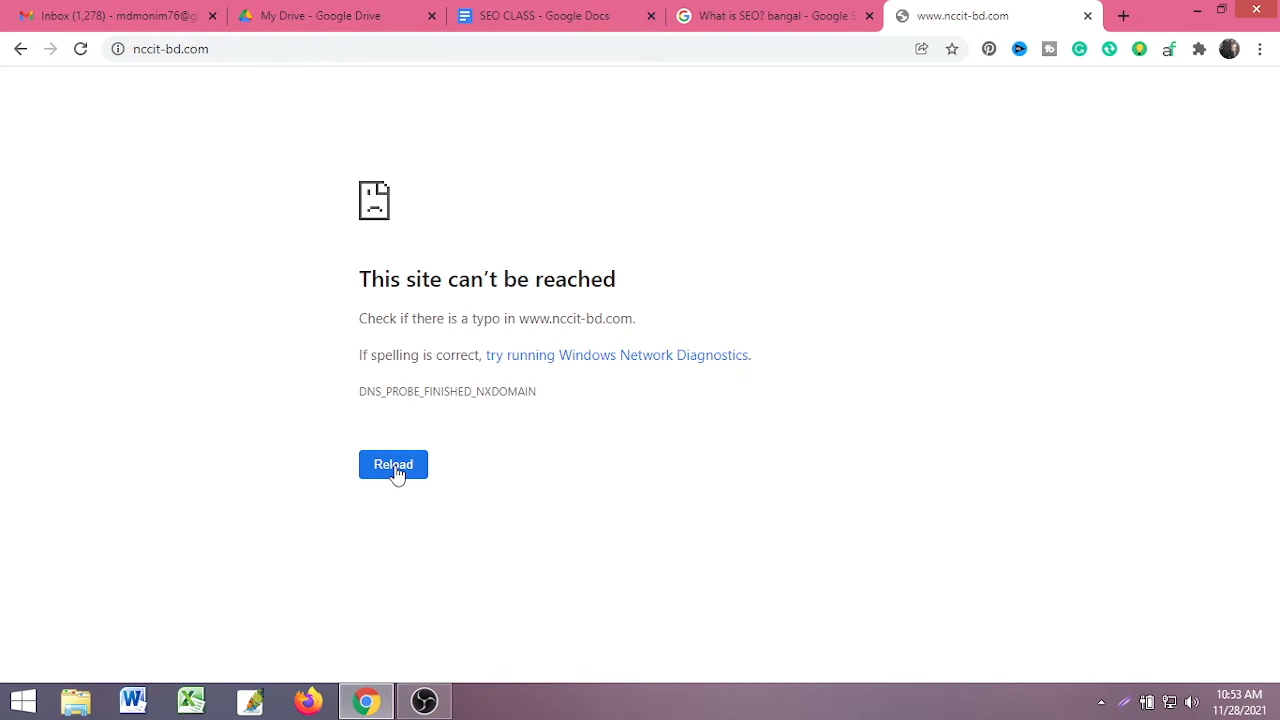 Inbox (1,278) - mdmonim76@g
My Drive - Google Drive
SEO CLASS - Google Docs
What is SEO? bangal - Google S
www.nccit-bd.com
nccit-bd.com
This site can't be reached
Check if there is a typo in www.nccit-bd.com.
If spelling is correct, try running Windows Network Diagnostics.
DNS_PROBE_FINISHED_NXDOMAIN
Reload
10:53 AM
11/28/2021